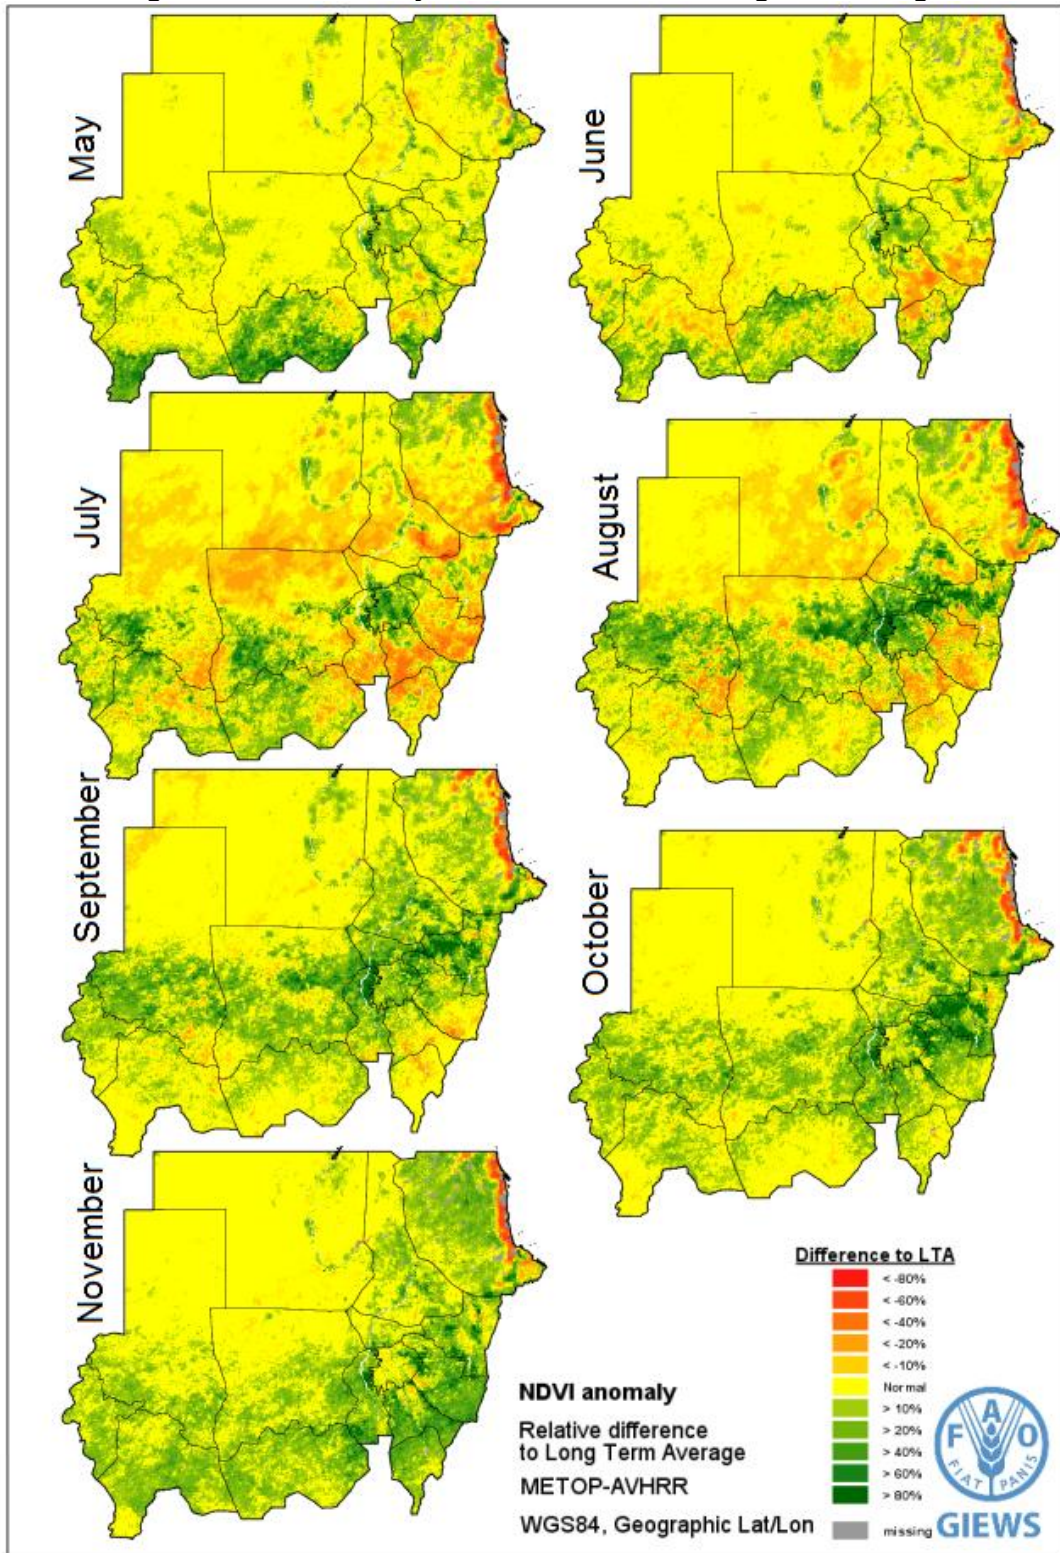 May
June
July
August
September
October
November
Difference to LTA
< -80%
< -60%
< -40%
< -20%
< -10%
Normal
> 10%
> 20%
> 40%
> 60%
> 80%
missing
NDVI anomaly
Relative difference
to Long Term Average
METOP-AVHRR
WGS84, Geographic Lat/Lon
F A O
FIAT PANIS
GIEWS